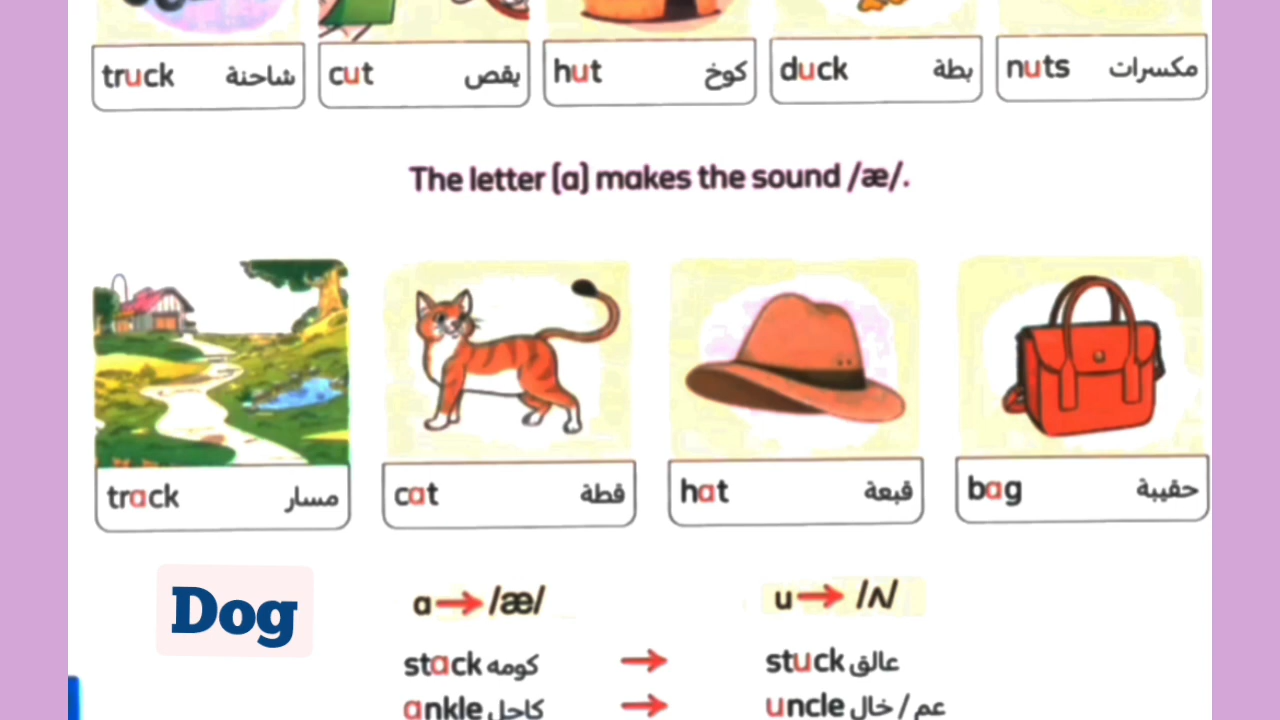 truck شاحنة
cut يقص
hut كوخ
duck بطة
nuts مكسرات
The letter (a) makes the sound /æ/.
track مسار
cat قطة
hat قبعة
bag حقيبة
Dog
a → /æ/
u → /ʌ/
stack كومه → stuck عالق
ankle كاحل → uncle عم / خال